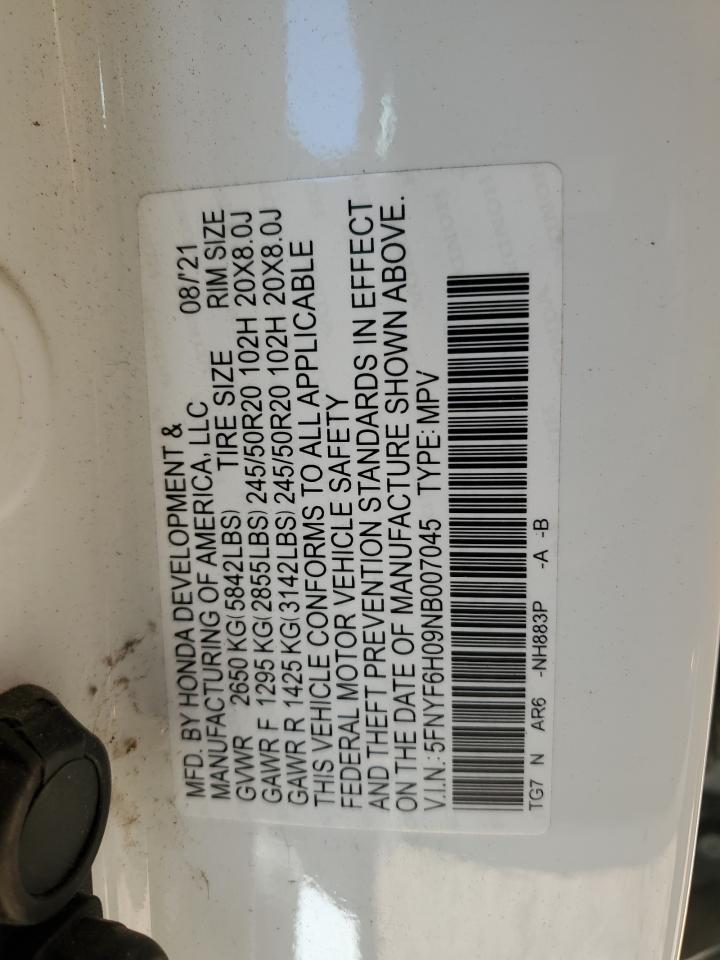 MFD. BY HONDA DEVELOPMENT &
MANUFACTURING OF AMERICA, LLC 08/'21
GVWR 2650 KG(5842LBS) TIRE SIZE RIM SIZE
GAWR F 1295 KG(2855LBS) 245/50R20 102H 20X8.0J
GAWR R 1425 KG(3142LBS) 245/50R20 102H 20X8.0J
THIS VEHICLE CONFORMS TO ALL APPLICABLE
FEDERAL MOTOR VEHICLE SAFETY
AND THEFT PREVENTION STANDARDS IN EFFECT
ON THE DATE OF MANUFACTURE SHOWN ABOVE.
V.I.N.:5FNYF6H09NB007045 TYPE: MPV
TG7 N AR6 -NH883P -A -B